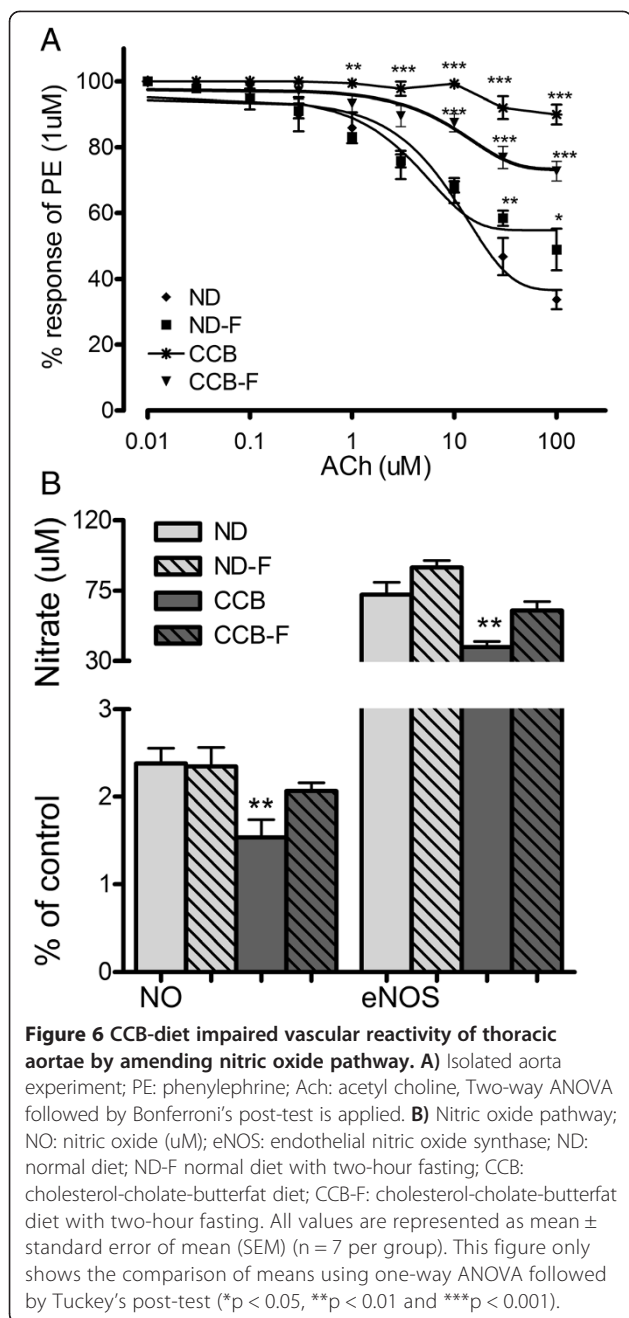 A
** *** *** *** ***
*** *** ***
** *
% response of PE (1uM)
100
80
60
40
20
0
ND
ND-F
CCB
CCB-F
0.01 0.1 1 10 100
ACh (uM)
B
Nitrate (uM)
120
75
30
ND
ND-F
CCB
CCB-F
**
% of control
3
2
1
0
**
NO eNOS
Figure 6 CCB-diet impaired vascular reactivity of thoracic
aortae by amending nitric oxide pathway. A) Isolated aorta
experiment; PE: phenylephrine; Ach: acetyl choline, Two-way ANOVA
followed by Bonferroni's post-test is applied. B) Nitric oxide pathway;
NO: nitric oxide (uM); eNOS: endothelial nitric oxide synthase; ND:
normal diet; ND-F normal diet with two-hour fasting; CCB:
cholesterol-cholate-butterfat diet; CCB-F: cholesterol-cholate-butterfat
diet with two-hour fasting. All values are represented as mean ±
standard error of mean (SEM) (n = 7 per group). This figure only
shows the comparison of means using one-way ANOVA followed
by Tuckey's post-test (*p < 0.05, **p < 0.01 and ***p < 0.001).